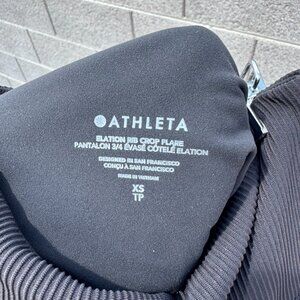 ATHLETA
ELATION RIB CROP FLARE
PANTALON 3/4 ÉVASÉ CÔTELÉ ELATION
DESIGNED IN SAN FRANCISCO
CONÇU À SAN FRANCISCO
MADE IN VIETNAM
XS
TP